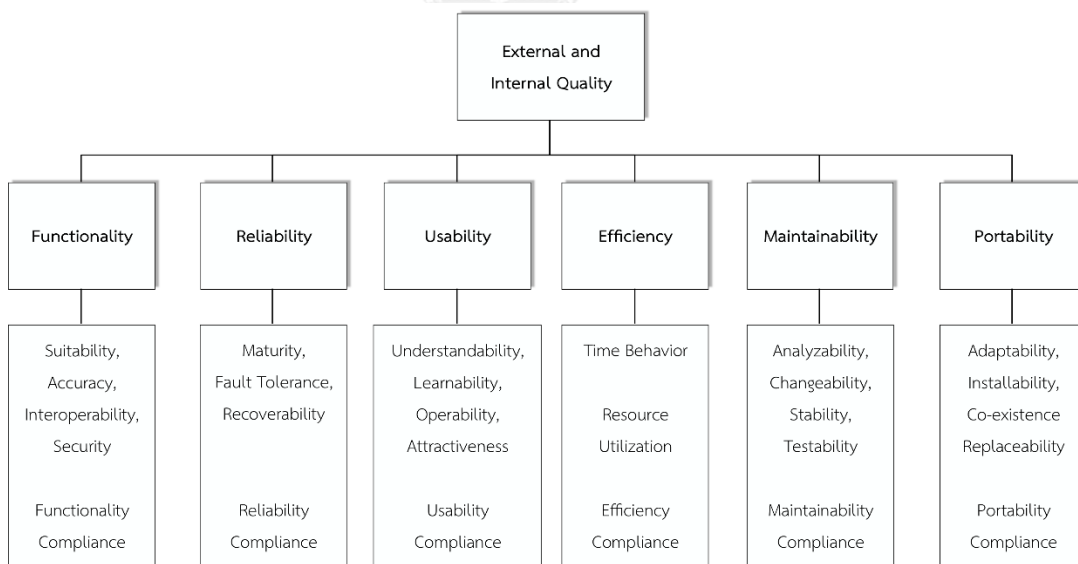 External and
Internal Quality
Functionality
Reliability
Usability
Efficiency
Maintainability
Portability
Suitability,
Accuracy,
Interoperability,
Security
Functionality
Compliance
Maturity,
Fault Tolerance,
Recoverability
Reliability
Compliance
Understandability,
Learnability,
Operability,
Attractiveness
Usability
Compliance
Time Behavior
Resource
Utilization
Efficiency
Compliance
Analyzability,
Changeability,
Stability,
Testability
Maintainability
Compliance
Adaptability,
Installability,
Co-existence
Replaceability
Portability
Compliance